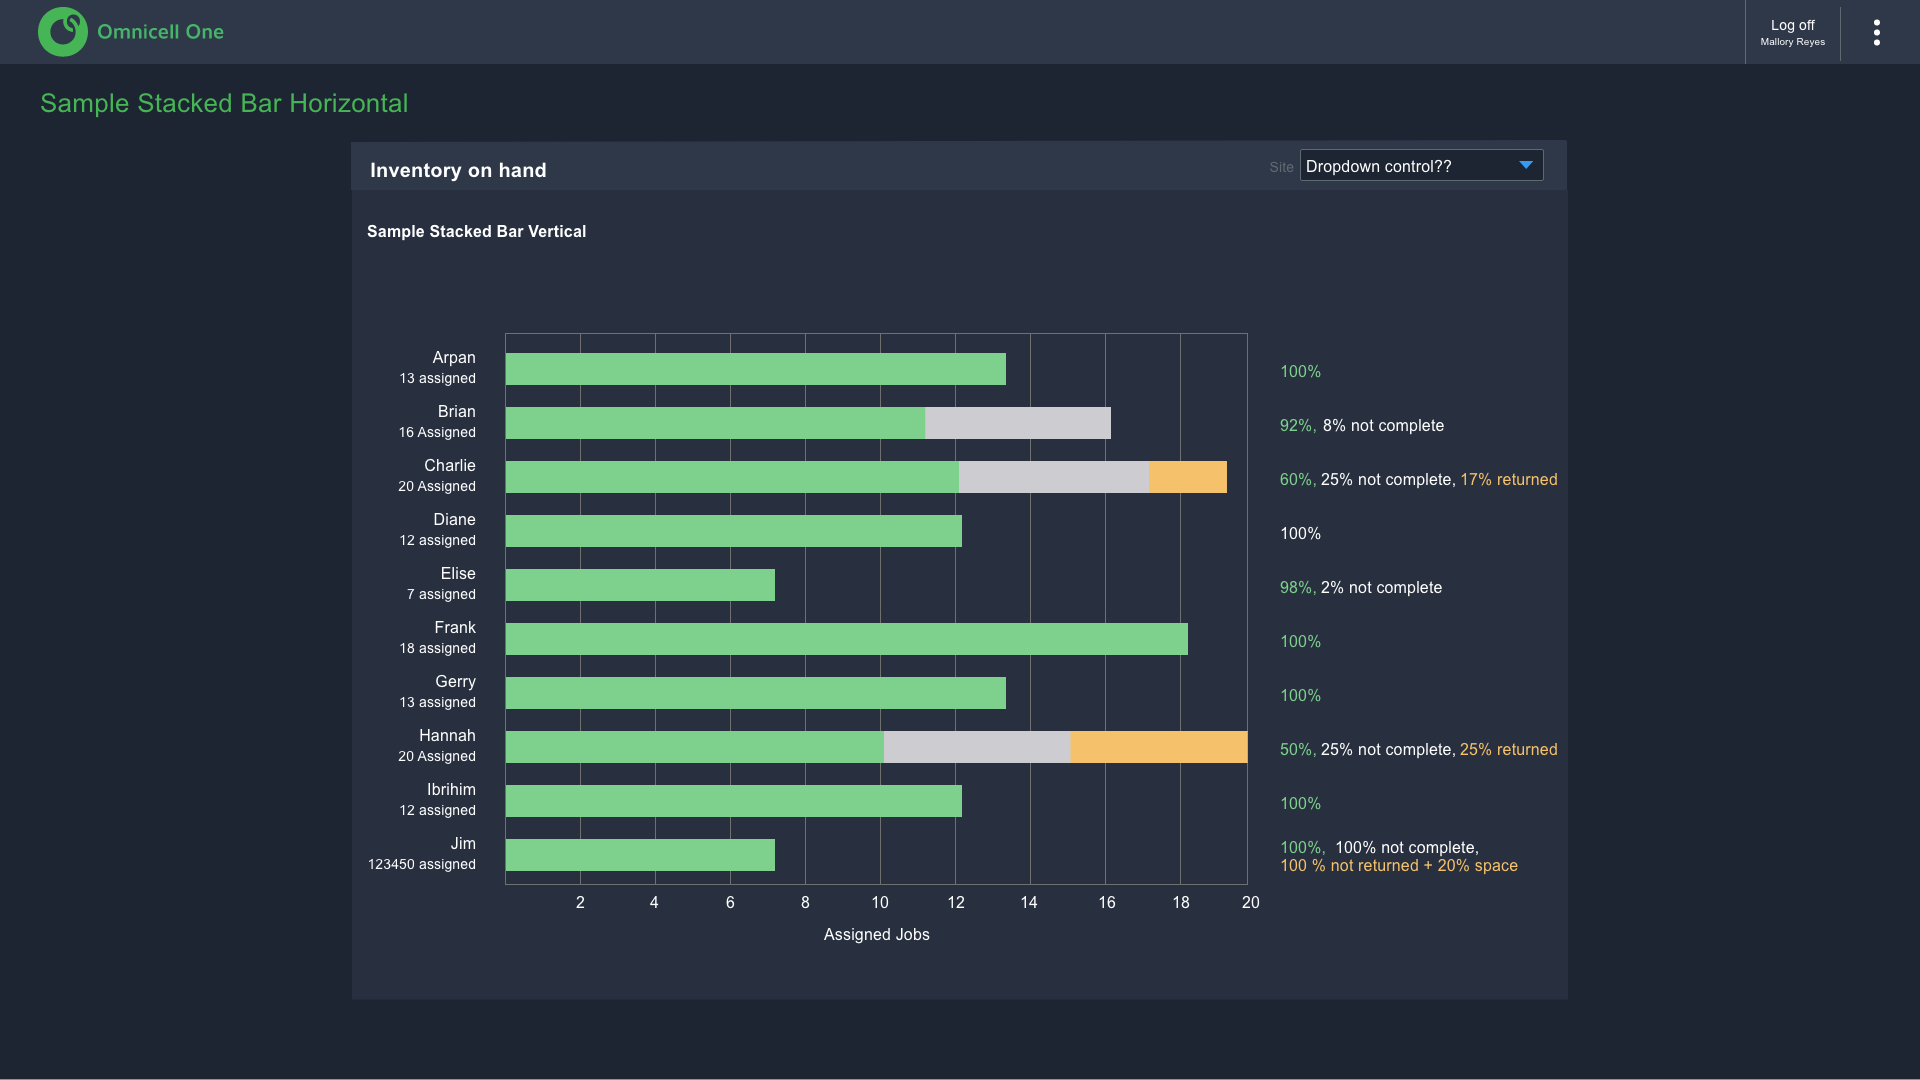 Omnicell One
Log off
Mallory Reyes
Sample Stacked Bar Horizontal
Inventory on hand
Site
Dropdown control??
Sample Stacked Bar Vertical
Arpan
13 assigned
100%
Brian
16 Assigned
92%, 8% not complete
Charlie
20 Assigned
60%, 25% not complete, 17% returned
Diane
12 assigned
100%
Elise
7 assigned
98%, 2% not complete
Frank
18 assigned
100%
Gerry
13 assigned
100%
Hannah
20 Assigned
50%, 25% not complete, 25% returned
Ibrihim
12 assigned
100%
Jim
123450 assigned
100%, 100% not complete,
100 % not returned + 20% space
2 4 6 8 10 12 14 16 18 20
Assigned Jobs